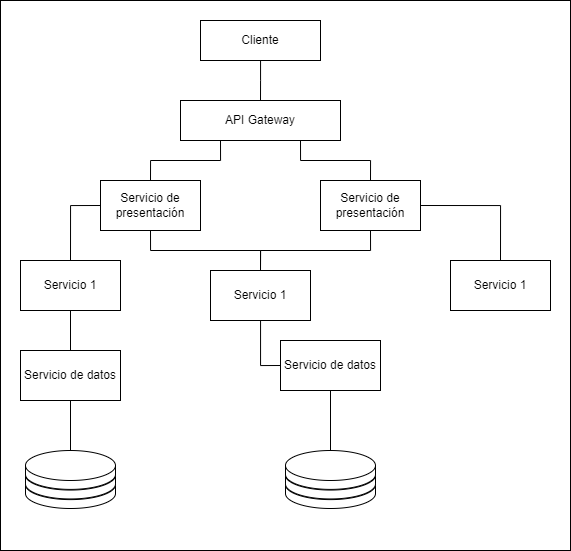 Cliente
API Gateway
Servicio de
presentación
Servicio de
presentación
Servicio 1
Servicio 1
Servicio 1
Servicio de datos
Servicio de datos